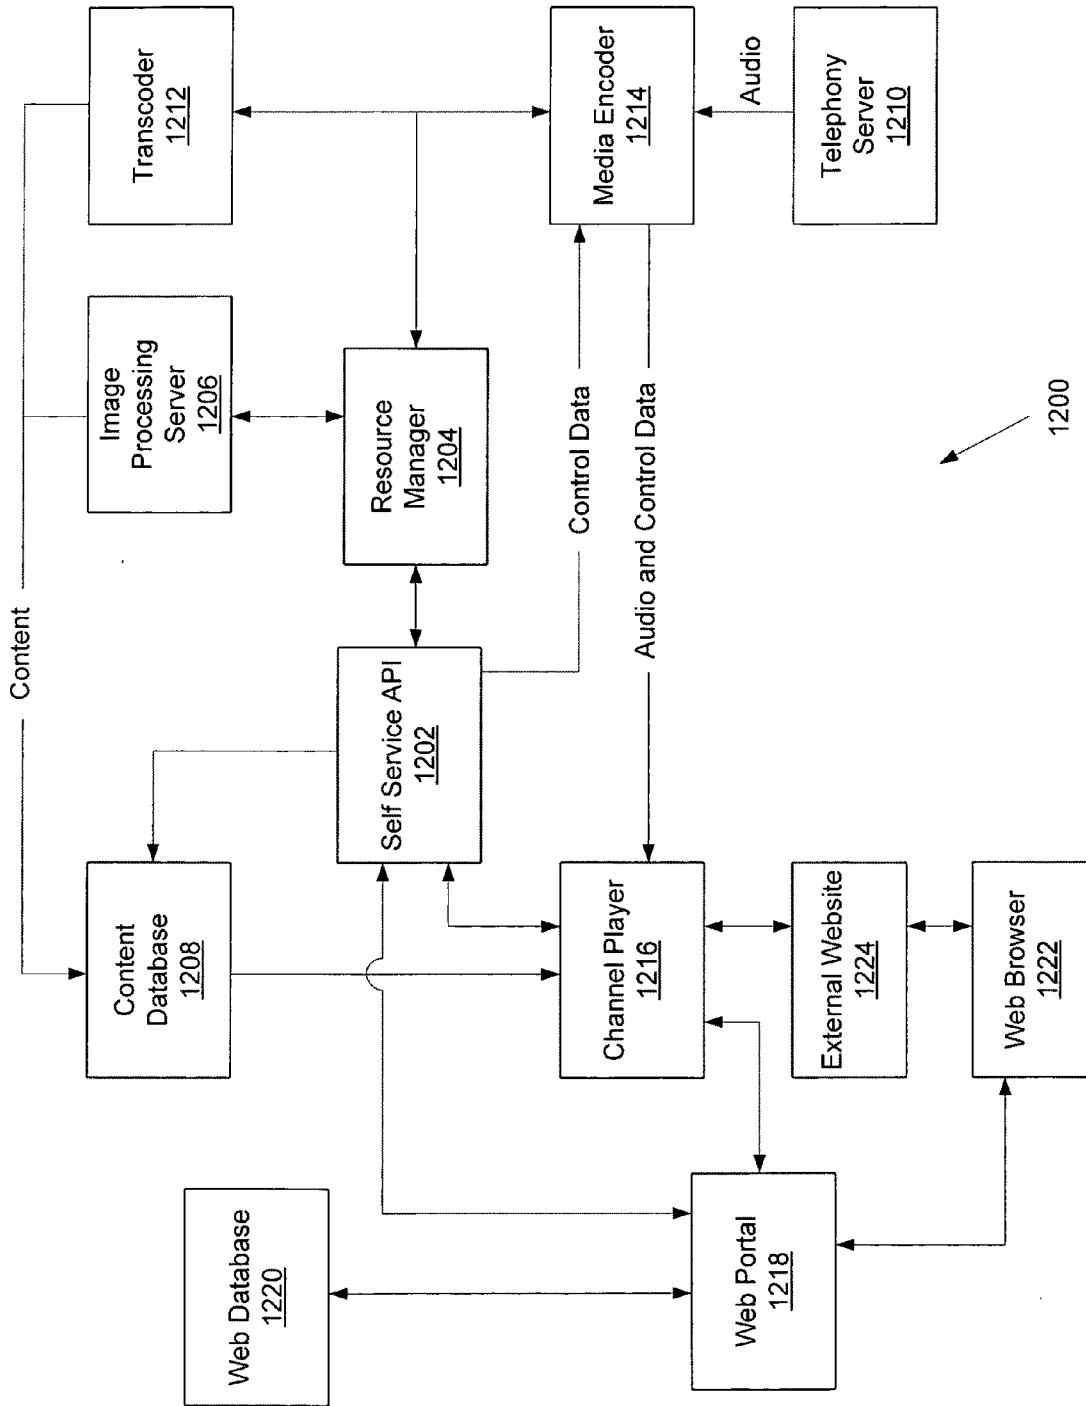 Content
Content
Database
1208
Image
Processing
Server
1206
Transcoder
1212
Web Database
1220
Self Service API
1202
Resource
Manager
1204
Control Data
Channel Player
1216
Audio and Control Data
Media Encoder
1214
Web Portal
1218
Audio
External Website
1224
Telephony
Server
1210
Web Browser
1222
1200